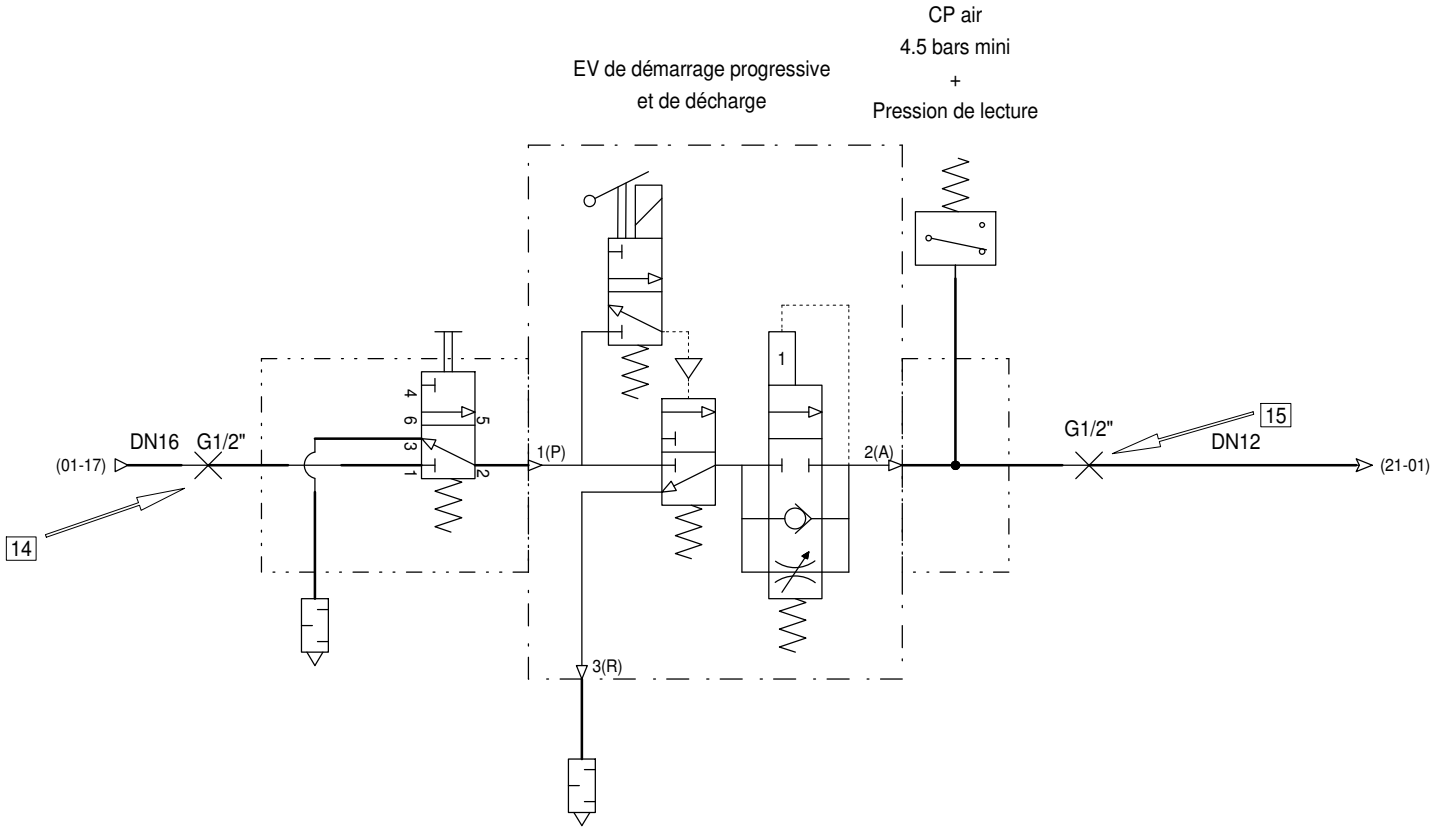 CP air
4.5 bars mini
+
Pression de lecture
EV de démarrage progressive
et de décharge
1
4
6
5
3
1
2
DN16
G1/2"
(01-17)
1(P)
2(A)
G1/2"
15
DN12
(21-01)
14
3(R)